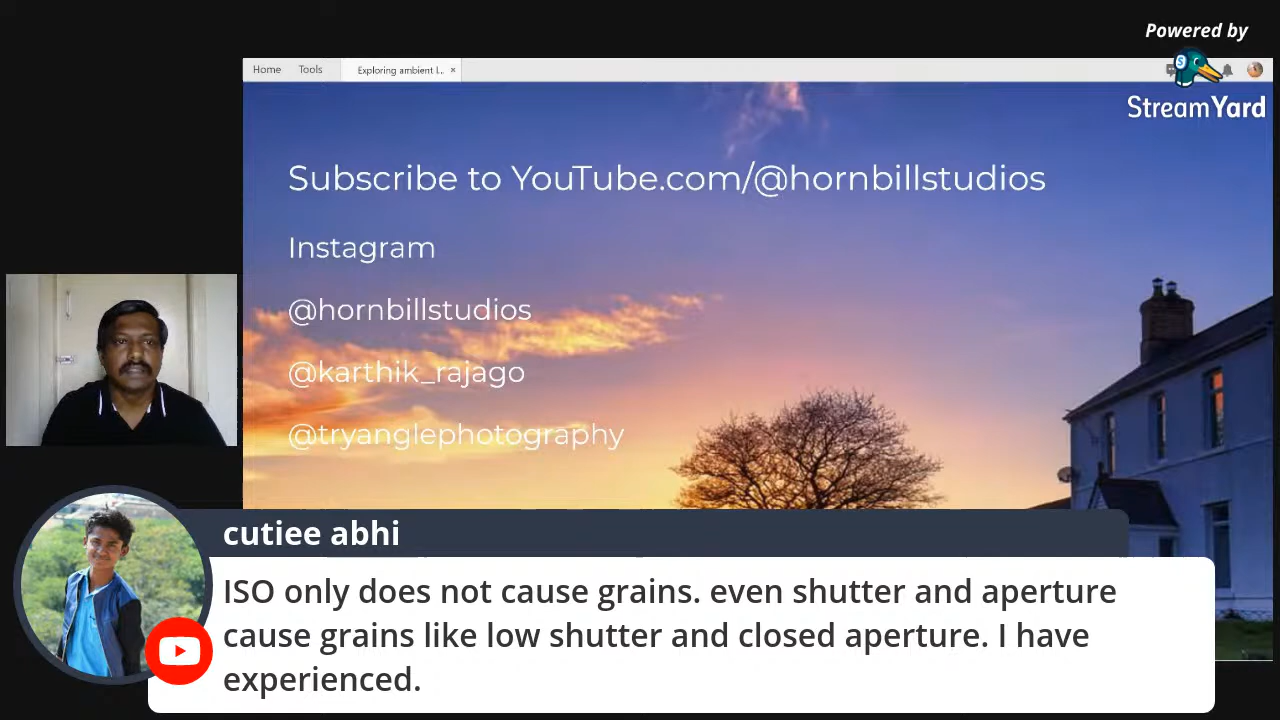 Powered by
StreamYard
Home Tools Exploring ambient l... ×
Subscribe to YouTube.com/@hornbillstudios
Instagram
@hornbillstudios
@karthik_rajago
@tryanglephotography
cutiee abhi
ISO only does not cause grains. even shutter and aperture
cause grains like low shutter and closed aperture. I have
experienced.